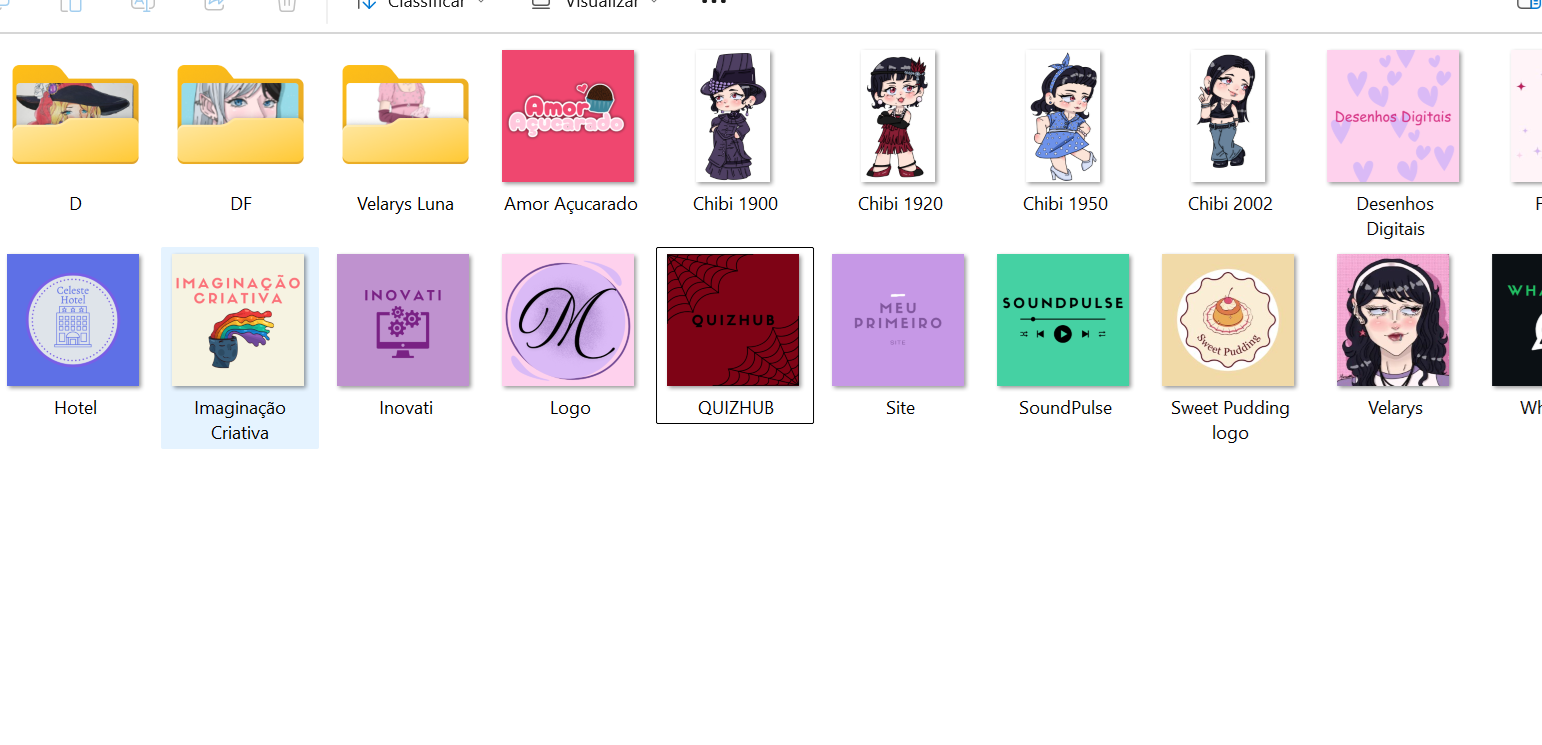 Classificar
Visualizar
Amor
Açucarado
Desenhos Digitais
D
DF
Velarys Luna
Amor Açucarado
Chibi 1900
Chibi 1920
Chibi 1950
Chibi 2002
Desenhos
Digitais
Celeste
Hotel
IMAGINAÇÃO
CRIATIVA
INOVATI
M
QUIZHUB
MEU
PRIMEIRO
SITE
SOUNDPULSE
Sweet Pudding
Hotel
Imaginação
Criativa
Inovati
Logo
QUIZHUB
Site
SoundPulse
Sweet Pudding
logo
Velarys